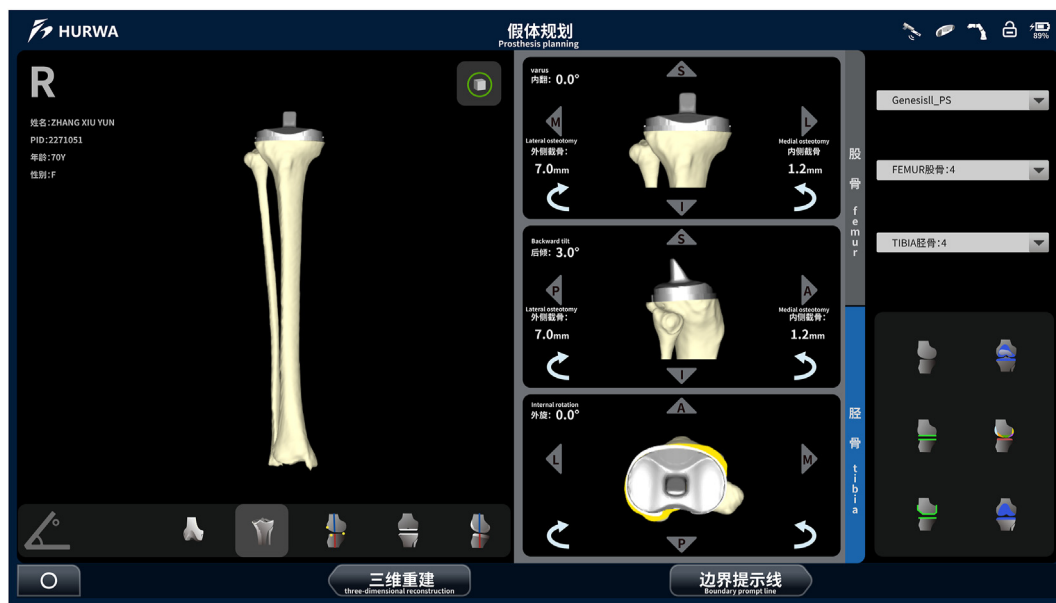 HURWA
假体规划
Prosthesis planning
89%
R
姓名:ZHANG XIU YUN
PID:2271051
年龄:70Y
性别:F
varus
内翻: 0.0°
S
M
L
Lateral osteotomy
外侧截骨:
7.0mm
Medial osteotomy
内侧截骨
1.2mm
I
Backward tilt
后倾: 3.0°
S
P
A
Lateral osteotomy
外侧截骨:
7.0mm
Medial osteotomy
内侧截骨:
1.2mm
I
Internal rotation
外旋: 0.0°
A
L
M
P
股骨 femur
胫骨 tibia
GenesisII_PS
FEMUR股骨:4
TIBIA胫骨:4
三维重建
three-dimensional reconstruction
边界提示线
Boundary prompt line